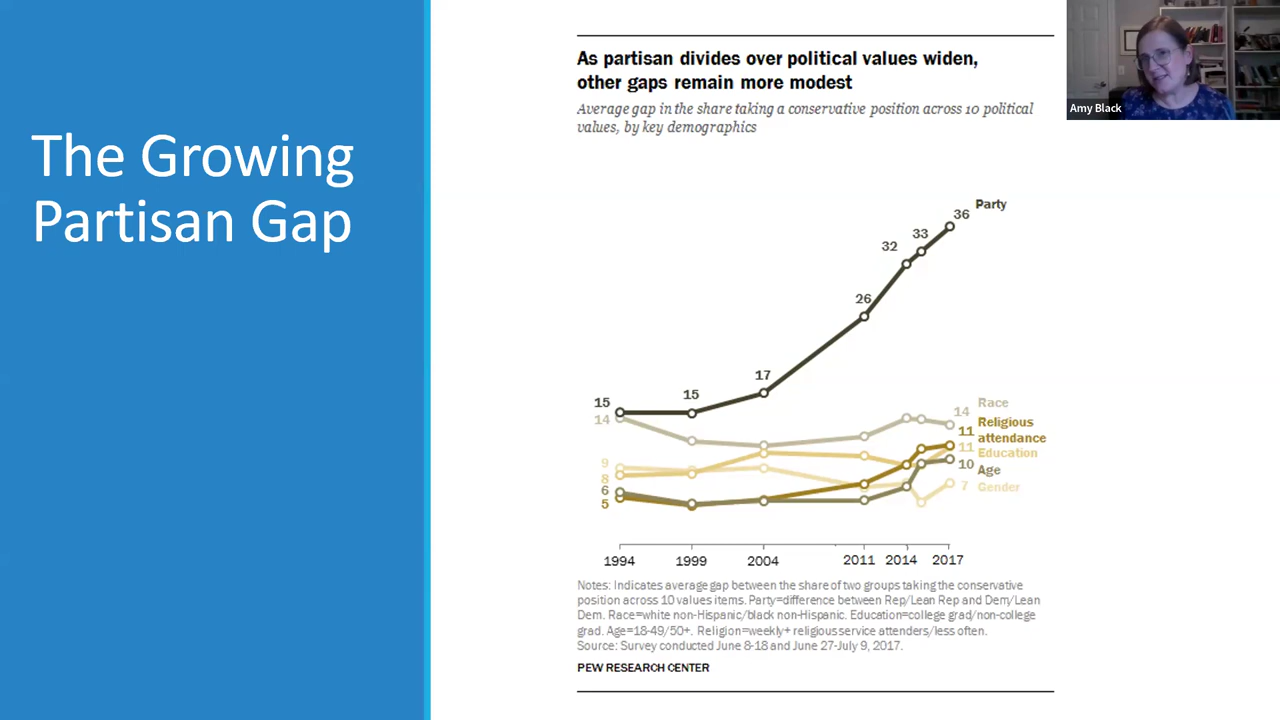 The Growing
Partisan Gap
As partisan divides over political values widen,
other gaps remain more modest
Average gap in the share taking a conservative position across 10 political
values, by key demographics
Amy Black
Party
36
33
32
26
17
15
15
14
Race
14
Religious
attendance
11
11
Education
10
Age
7
Gender
9
8
6
5
1994
1999
2004
2011
2014
2017
Notes: Indicates average gap between the share of two groups taking the conservative
position across 10 values items. Party=difference between Rep/Lean Rep and Dem/Lean
Dem. Race=white non-Hispanic/black non-Hispanic. Education=college grad/non-college
grad. Age=18-49/50+. Religion=weekly+ religious service attenders/less often.
Source: Survey conducted June 8-18 and June 27-July 9, 2017.
PEW RESEARCH CENTER